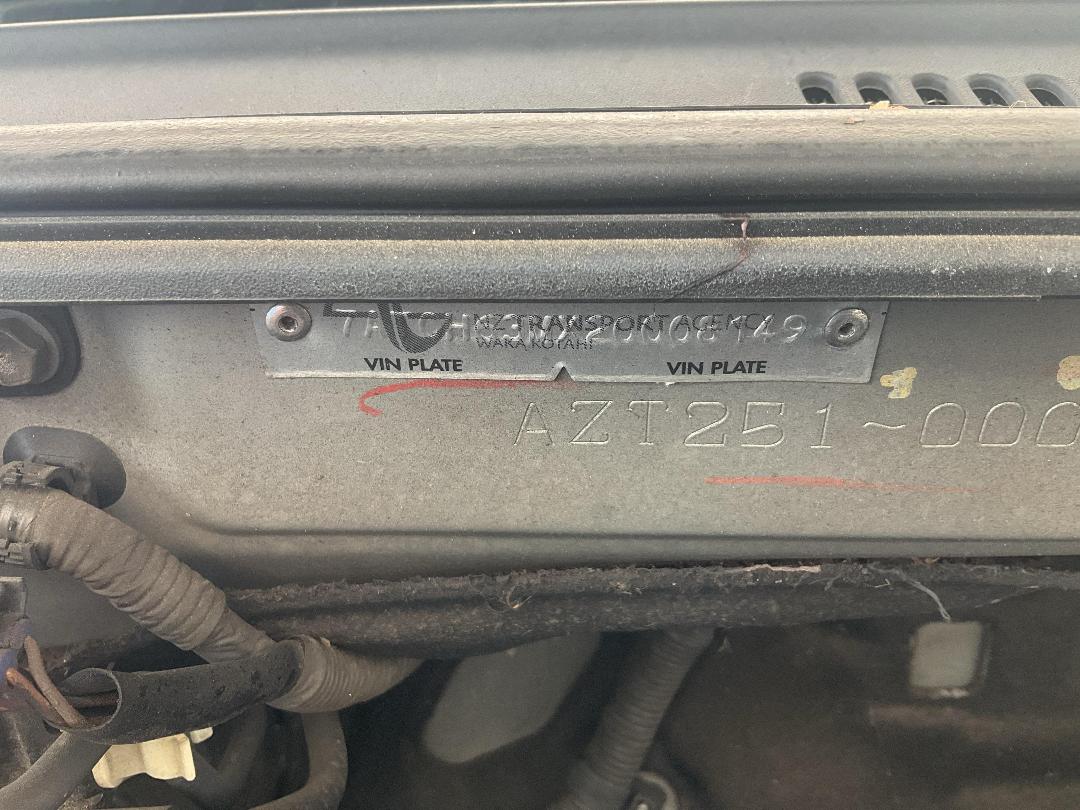 NZ TRANSPORT AGENCY
WAKA KOTAHI
VIN PLATE VIN PLATE
AZT251~000